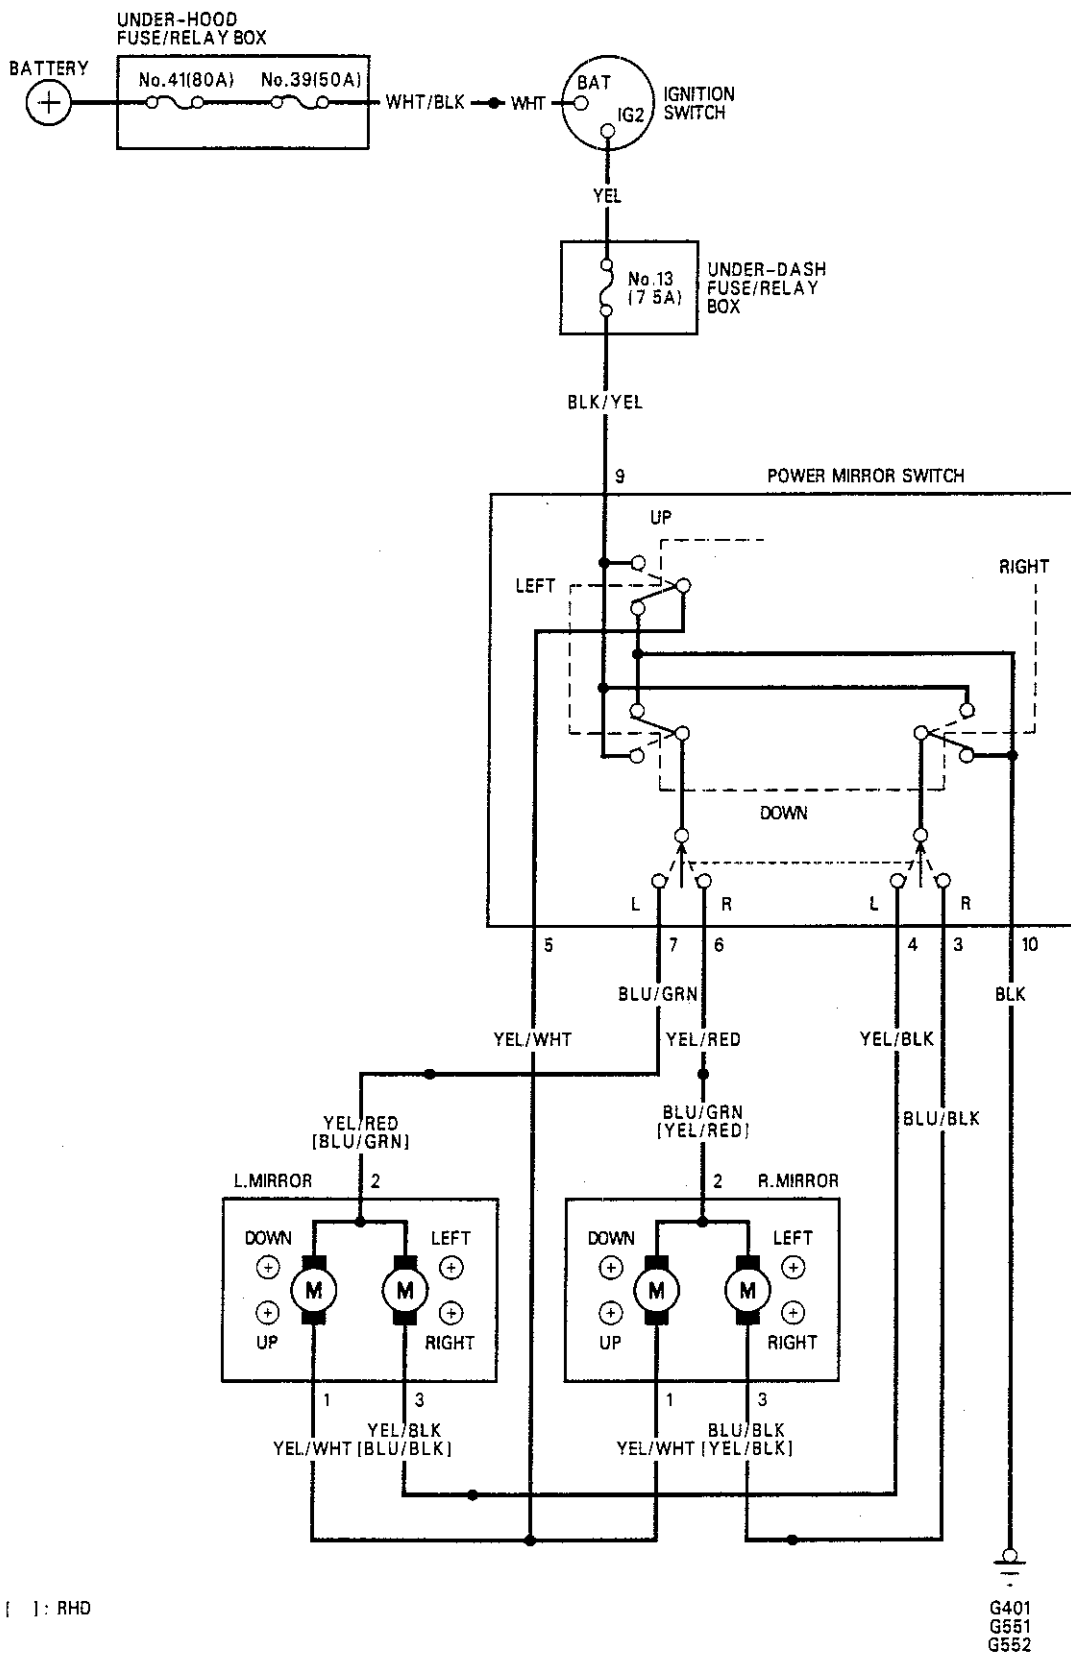 UNDER-HOOD
FUSE/RELAY BOX
BATTERY
+
No.41(80A)
No.39(50A)
WHT/BLK
WHT
BAT
IG2
IGNITION
SWITCH
YEL
No.13
(7 5A)
UNDER-DASH
FUSE/RELAY
BOX
BLK/YEL
9
POWER MIRROR SWITCH
UP
LEFT
RIGHT
DOWN
L
R
L
R
5
7
6
4
3
10
BLU/GRN
BLK
YEL/WHT
YEL/RED
YEL/BLK
YEL/RED
[BLU/GRN]
BLU/GRN
[YEL/RED]
BLU/BLK
L.MIRROR
2
2
R.MIRROR
DOWN
LEFT
DOWN
LEFT
+
M
M
+
+
M
M
+
+
+
+
+
UP
RIGHT
UP
RIGHT
1
3
1
3
YEL/BLK
YEL/WHT [BLU/BLK]
BLU/BLK
YEL/WHT [YEL/BLK]
[ ]: RHD
G401
G551
G552